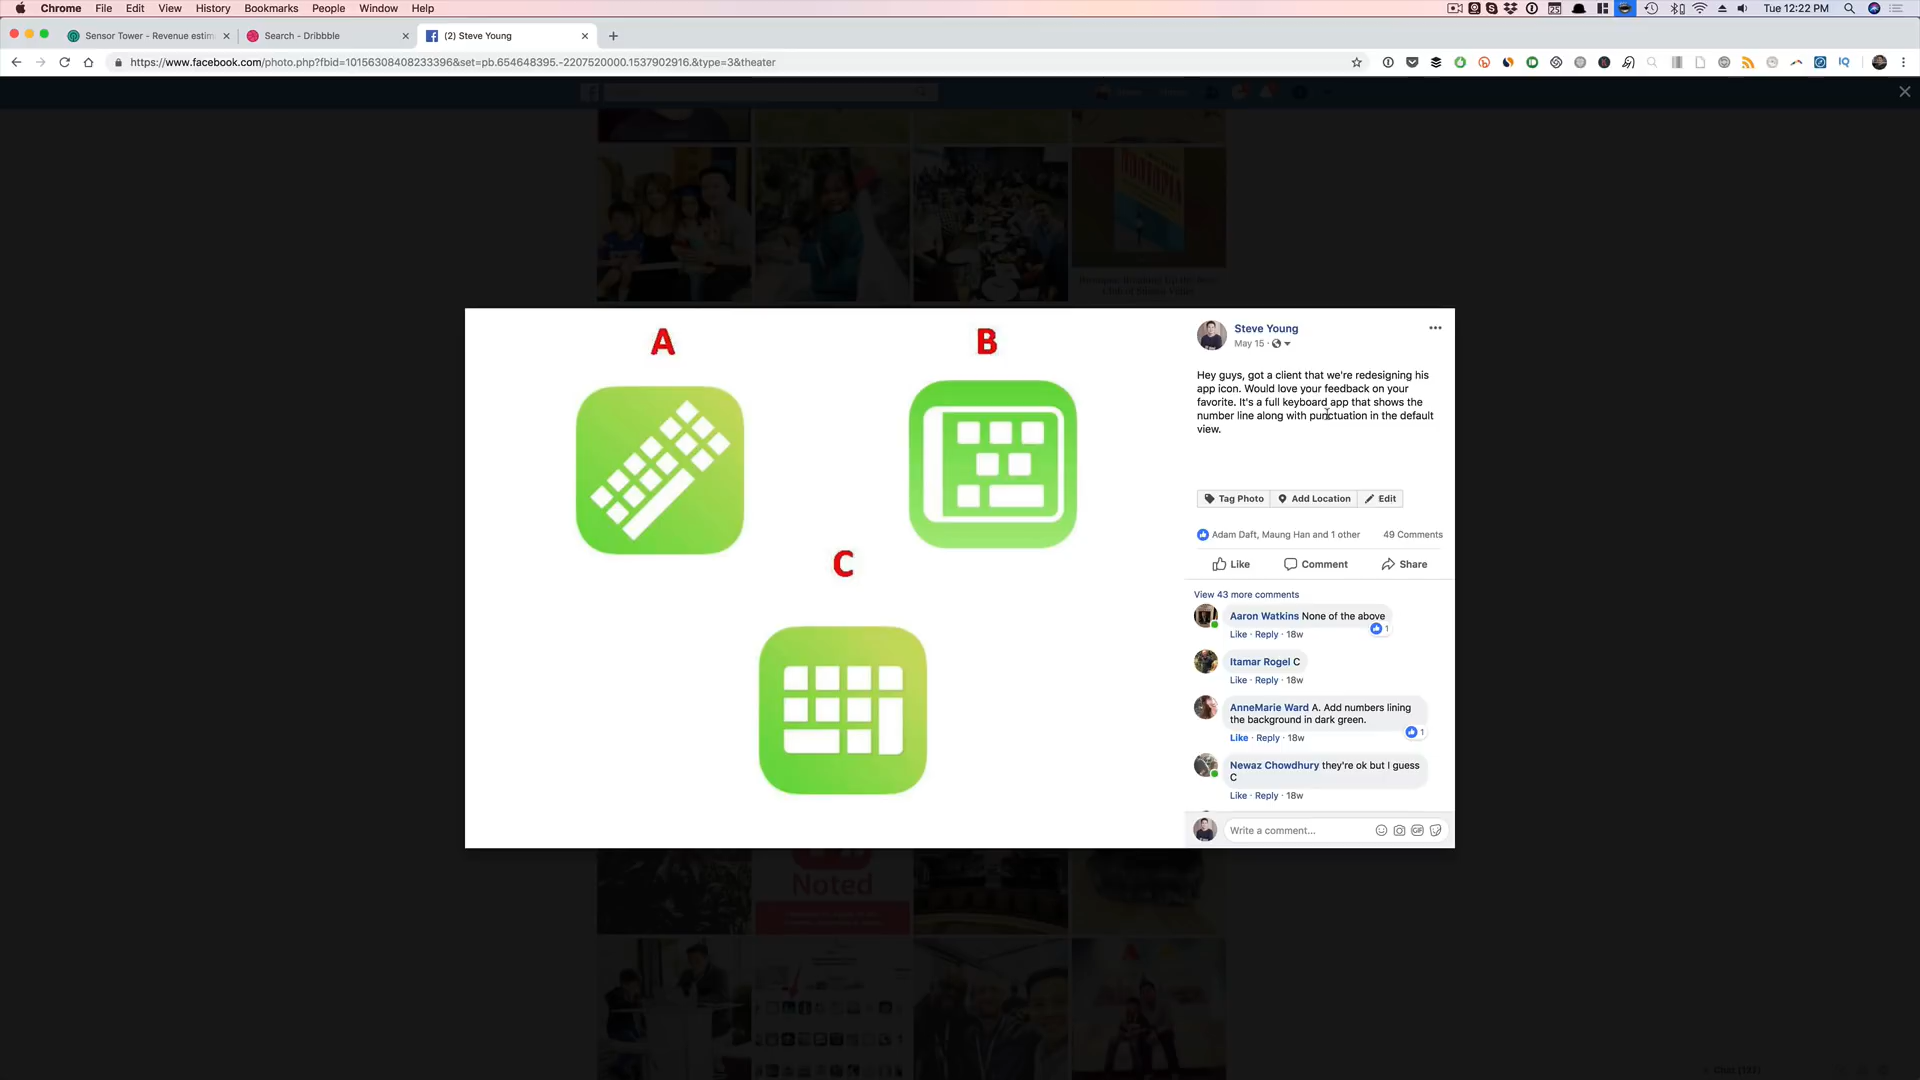 Chrome File Edit View History Bookmarks People Window Help
25
Tue 12:22 PM
Sensor Tower - Revenue estim
Search - Dribbble
(2) Steve Young
https://www.facebook.com/photo.php?fbid=10156308408233396&set=pb.654648395.-2207520000.1537902916.&type=3&theater
IQ
A
B
C
Steve Young
May 15
Hey guys, got a client that we're redesigning his
app icon. Would love your feedback on your
favorite. It's a full keyboard app that shows the
number line along with punctuation in the default
view.
Tag Photo
Add Location
Edit
Adam Daft, Maung Han and 1 other
49 Comments
Like
Comment
Share
View 43 more comments
Aaron Watkins None of the above
1
Like · Reply · 18w
Itamar Rogel C
Like · Reply · 18w
AnneMarie Ward A. Add numbers lining
the background in dark green.
1
Like · Reply · 18w
Newaz Chowdhury they're ok but I guess
C
Like · Reply · 18w
Write a comment...
GIF
Noted